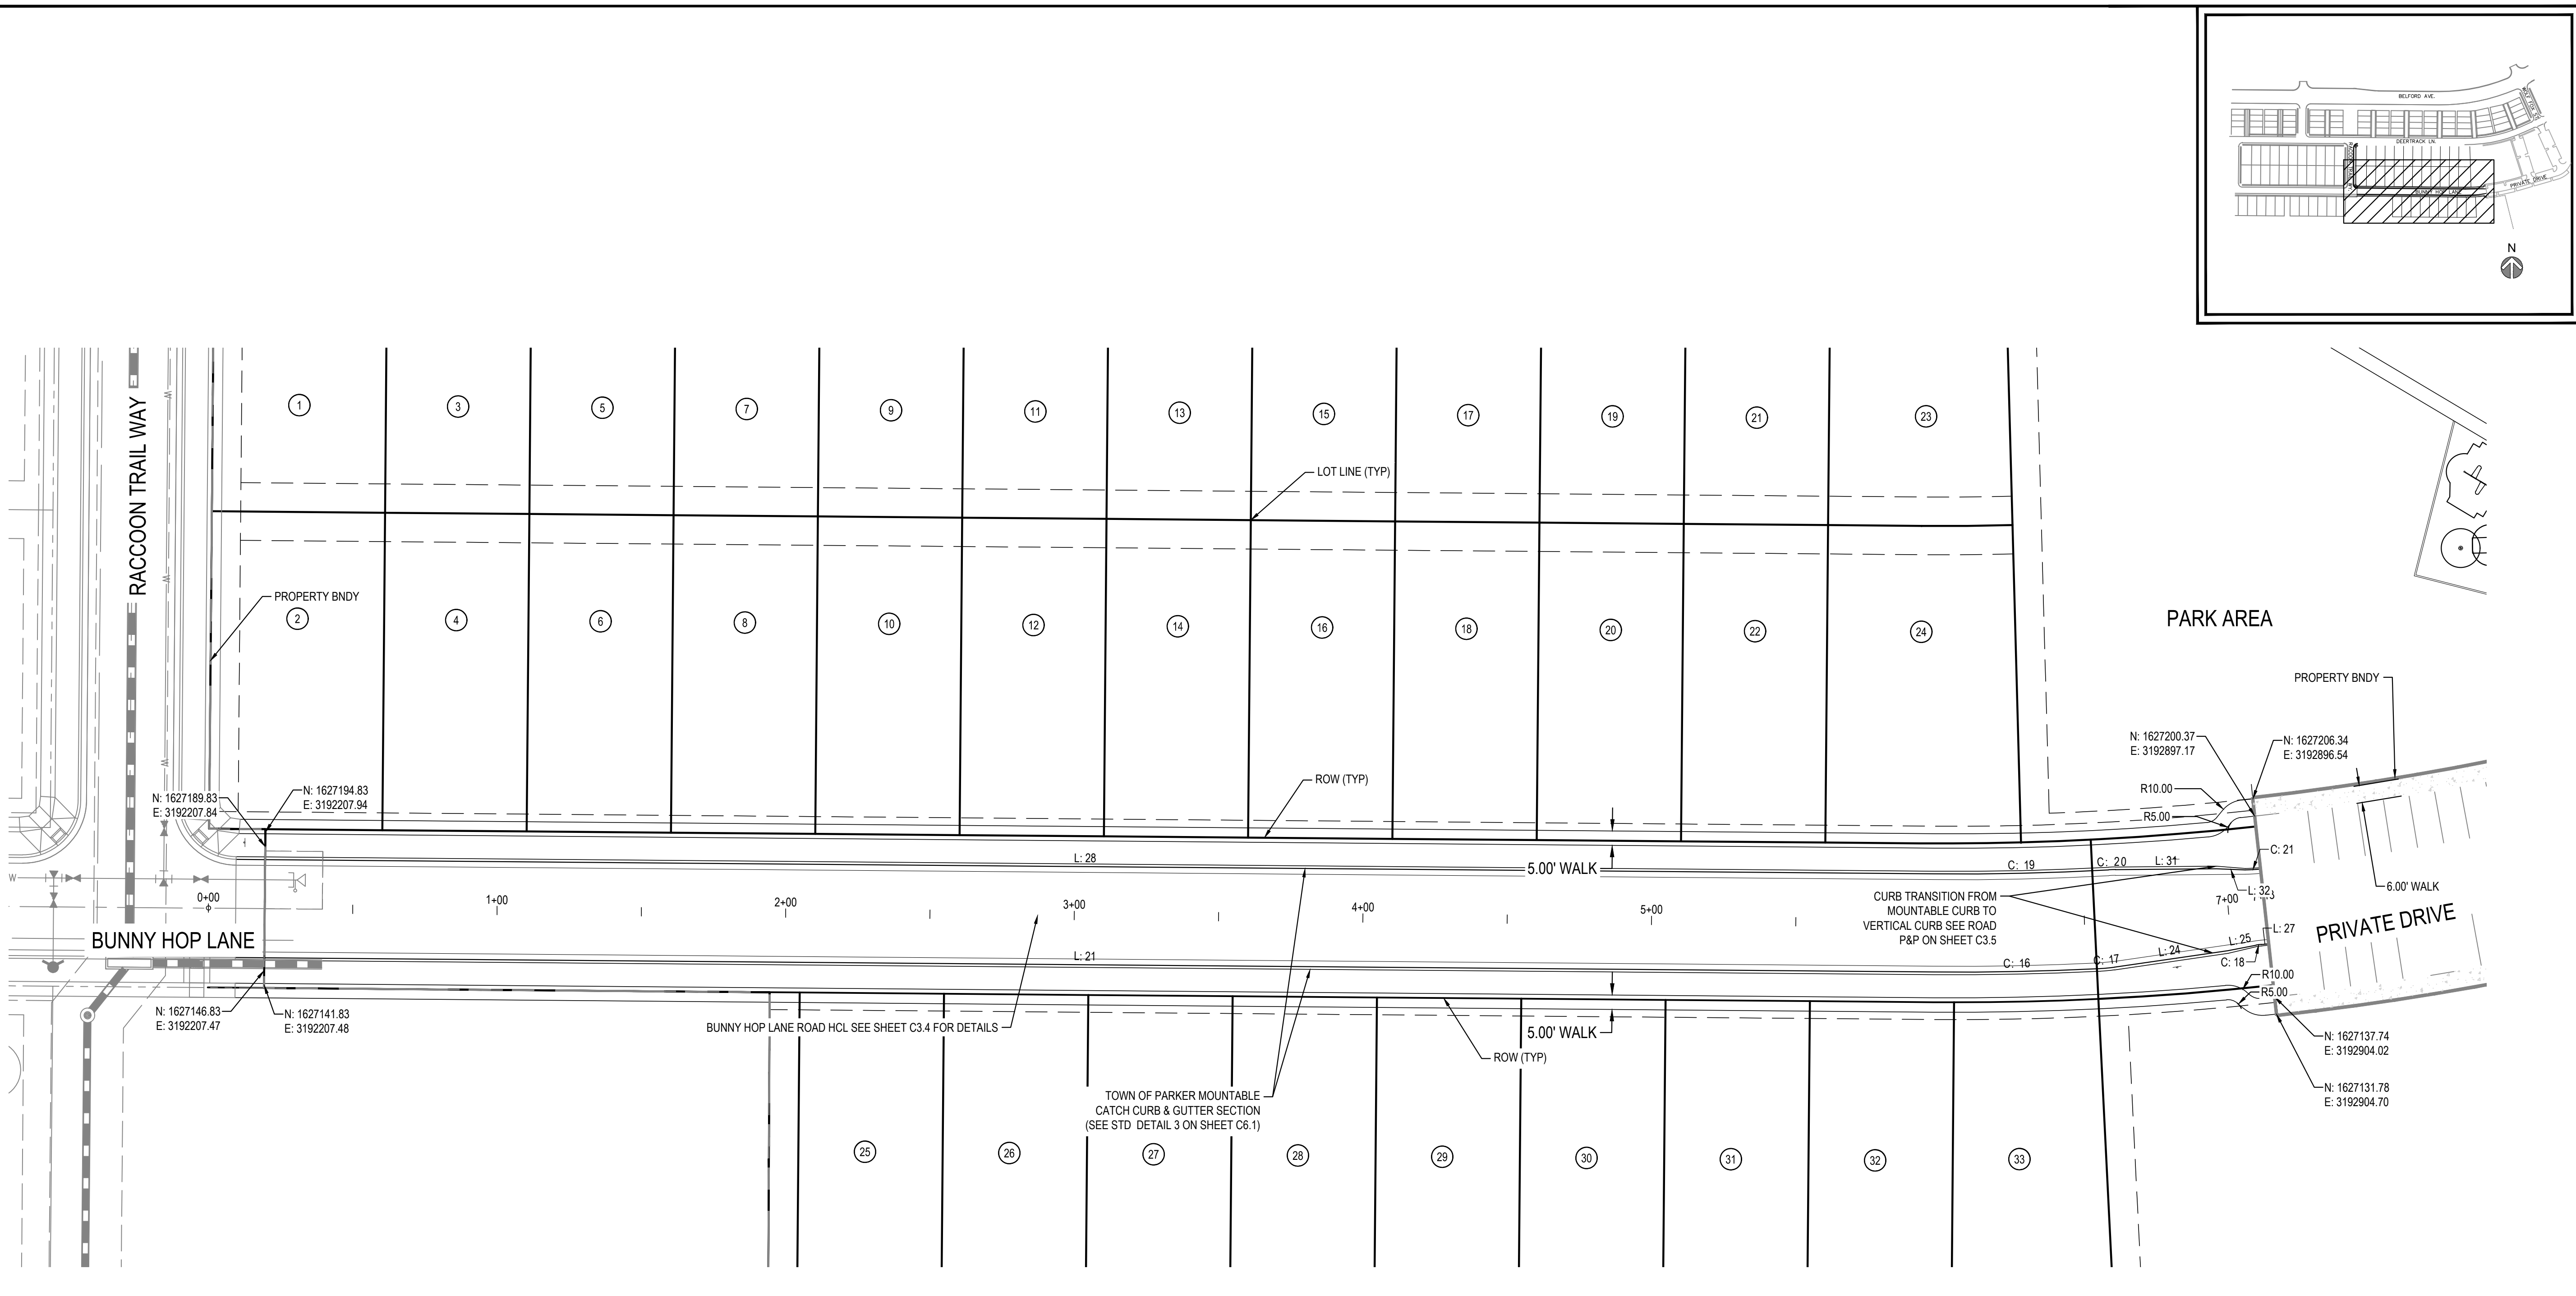 BELFORD AVE.
DEERTRACK LN.
BUNNY HOP LANE
PRIVATE DRIVE
N
RACCOON TRAIL WAY
1
3
5
7
9
11
13
15
17
19
21
23
LOT LINE (TYP)
PROPERTY BNDY
2
4
6
8
10
12
14
16
18
20
22
24
PARK AREA
PROPERTY BNDY
N: 1627200.37
E: 3192897.17
N: 1627206.34
E: 3192896.54
ROW (TYP)
R10.00
R5.00
N: 1627189.83
E: 3192207.84
N: 1627194.83
E: 3192207.94
W
W
W
W
L: 28
5.00' WALK
C: 19
C: 20
L: 31
C: 21
L: 32
6.00' WALK
CURB TRANSITION FROM
MOUNTABLE CURB TO
VERTICAL CURB SEE ROAD
P&P ON SHEET C3.5
0+00
1+00
2+00
3+00
4+00
5+00
7+00
PRIVATE DRIVE
BUNNY HOP LANE
L: 21
C: 16
C: 17
L: 24
L: 25
L: 27
C: 18
R10.00
R5.00
N: 1627146.83
E: 3192207.47
N: 1627141.83
E: 3192207.48
BUNNY HOP LANE ROAD HCL SEE SHEET C3.4 FOR DETAILS
5.00' WALK
ROW (TYP)
N: 1627137.74
E: 3192904.02
N: 1627131.78
E: 3192904.70
TOWN OF PARKER MOUNTABLE
CATCH CURB & GUTTER SECTION
(SEE STD DETAIL 3 ON SHEET C6.1)
25
26
27
28
29
30
31
32
33